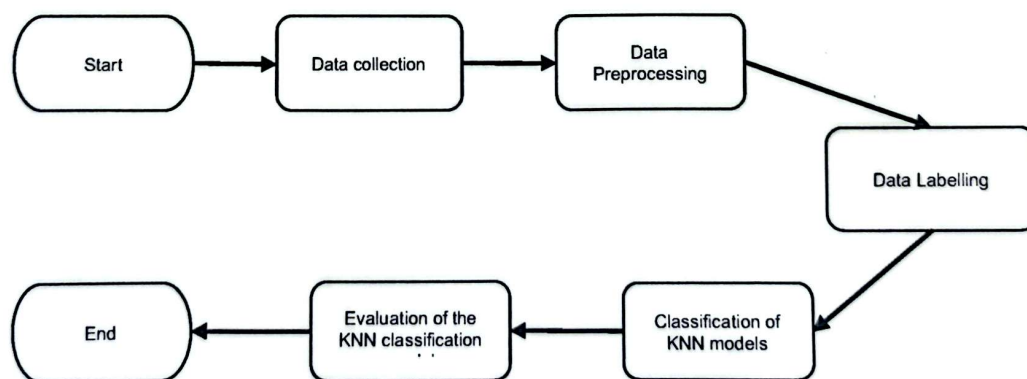 Start
Data collection
Data
Preprocessing
Data Labelling
Classification of
KNN models
Evaluation of the
KNN classification
End